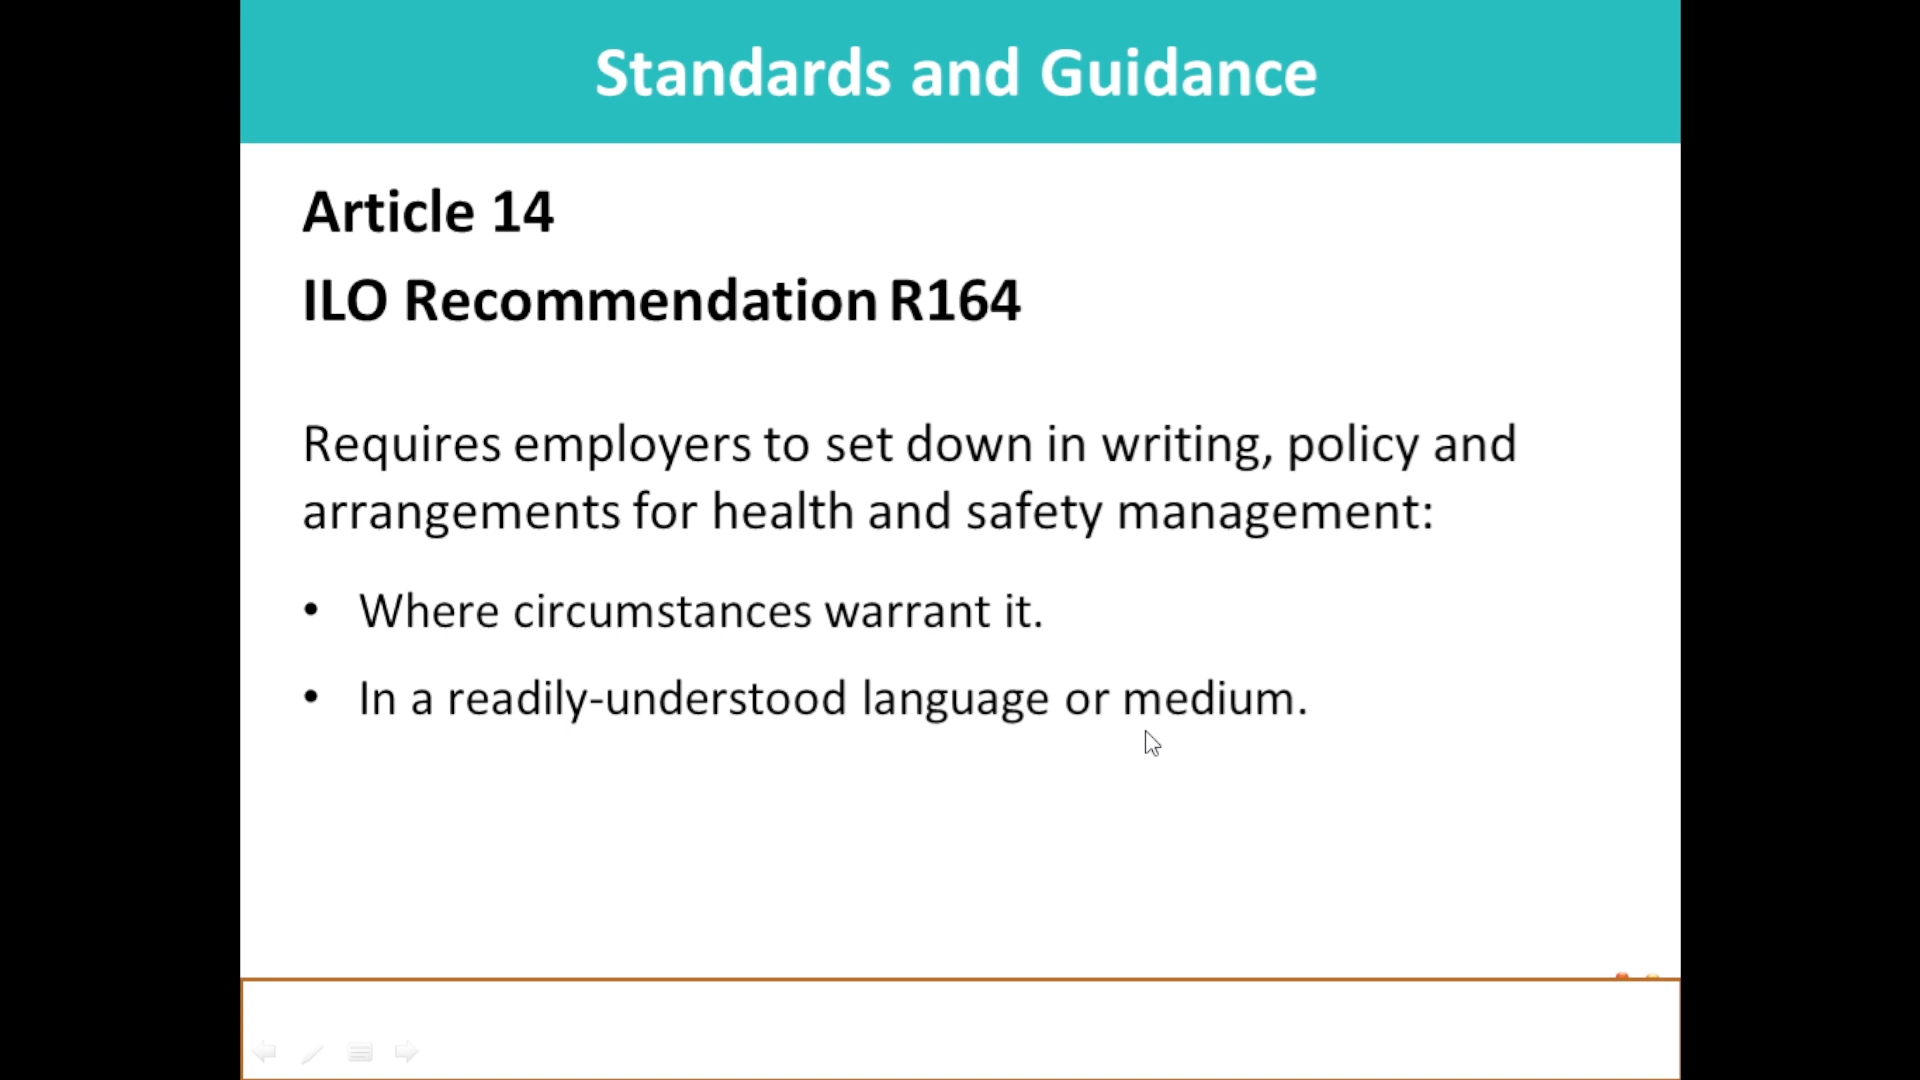 Standards and Guidance
Article 14
ILO Recommendation R164
Requires employers to set down in writing, policy and
arrangements for health and safety management:
• Where circumstances warrant it.
• In a readily-understood language or medium.